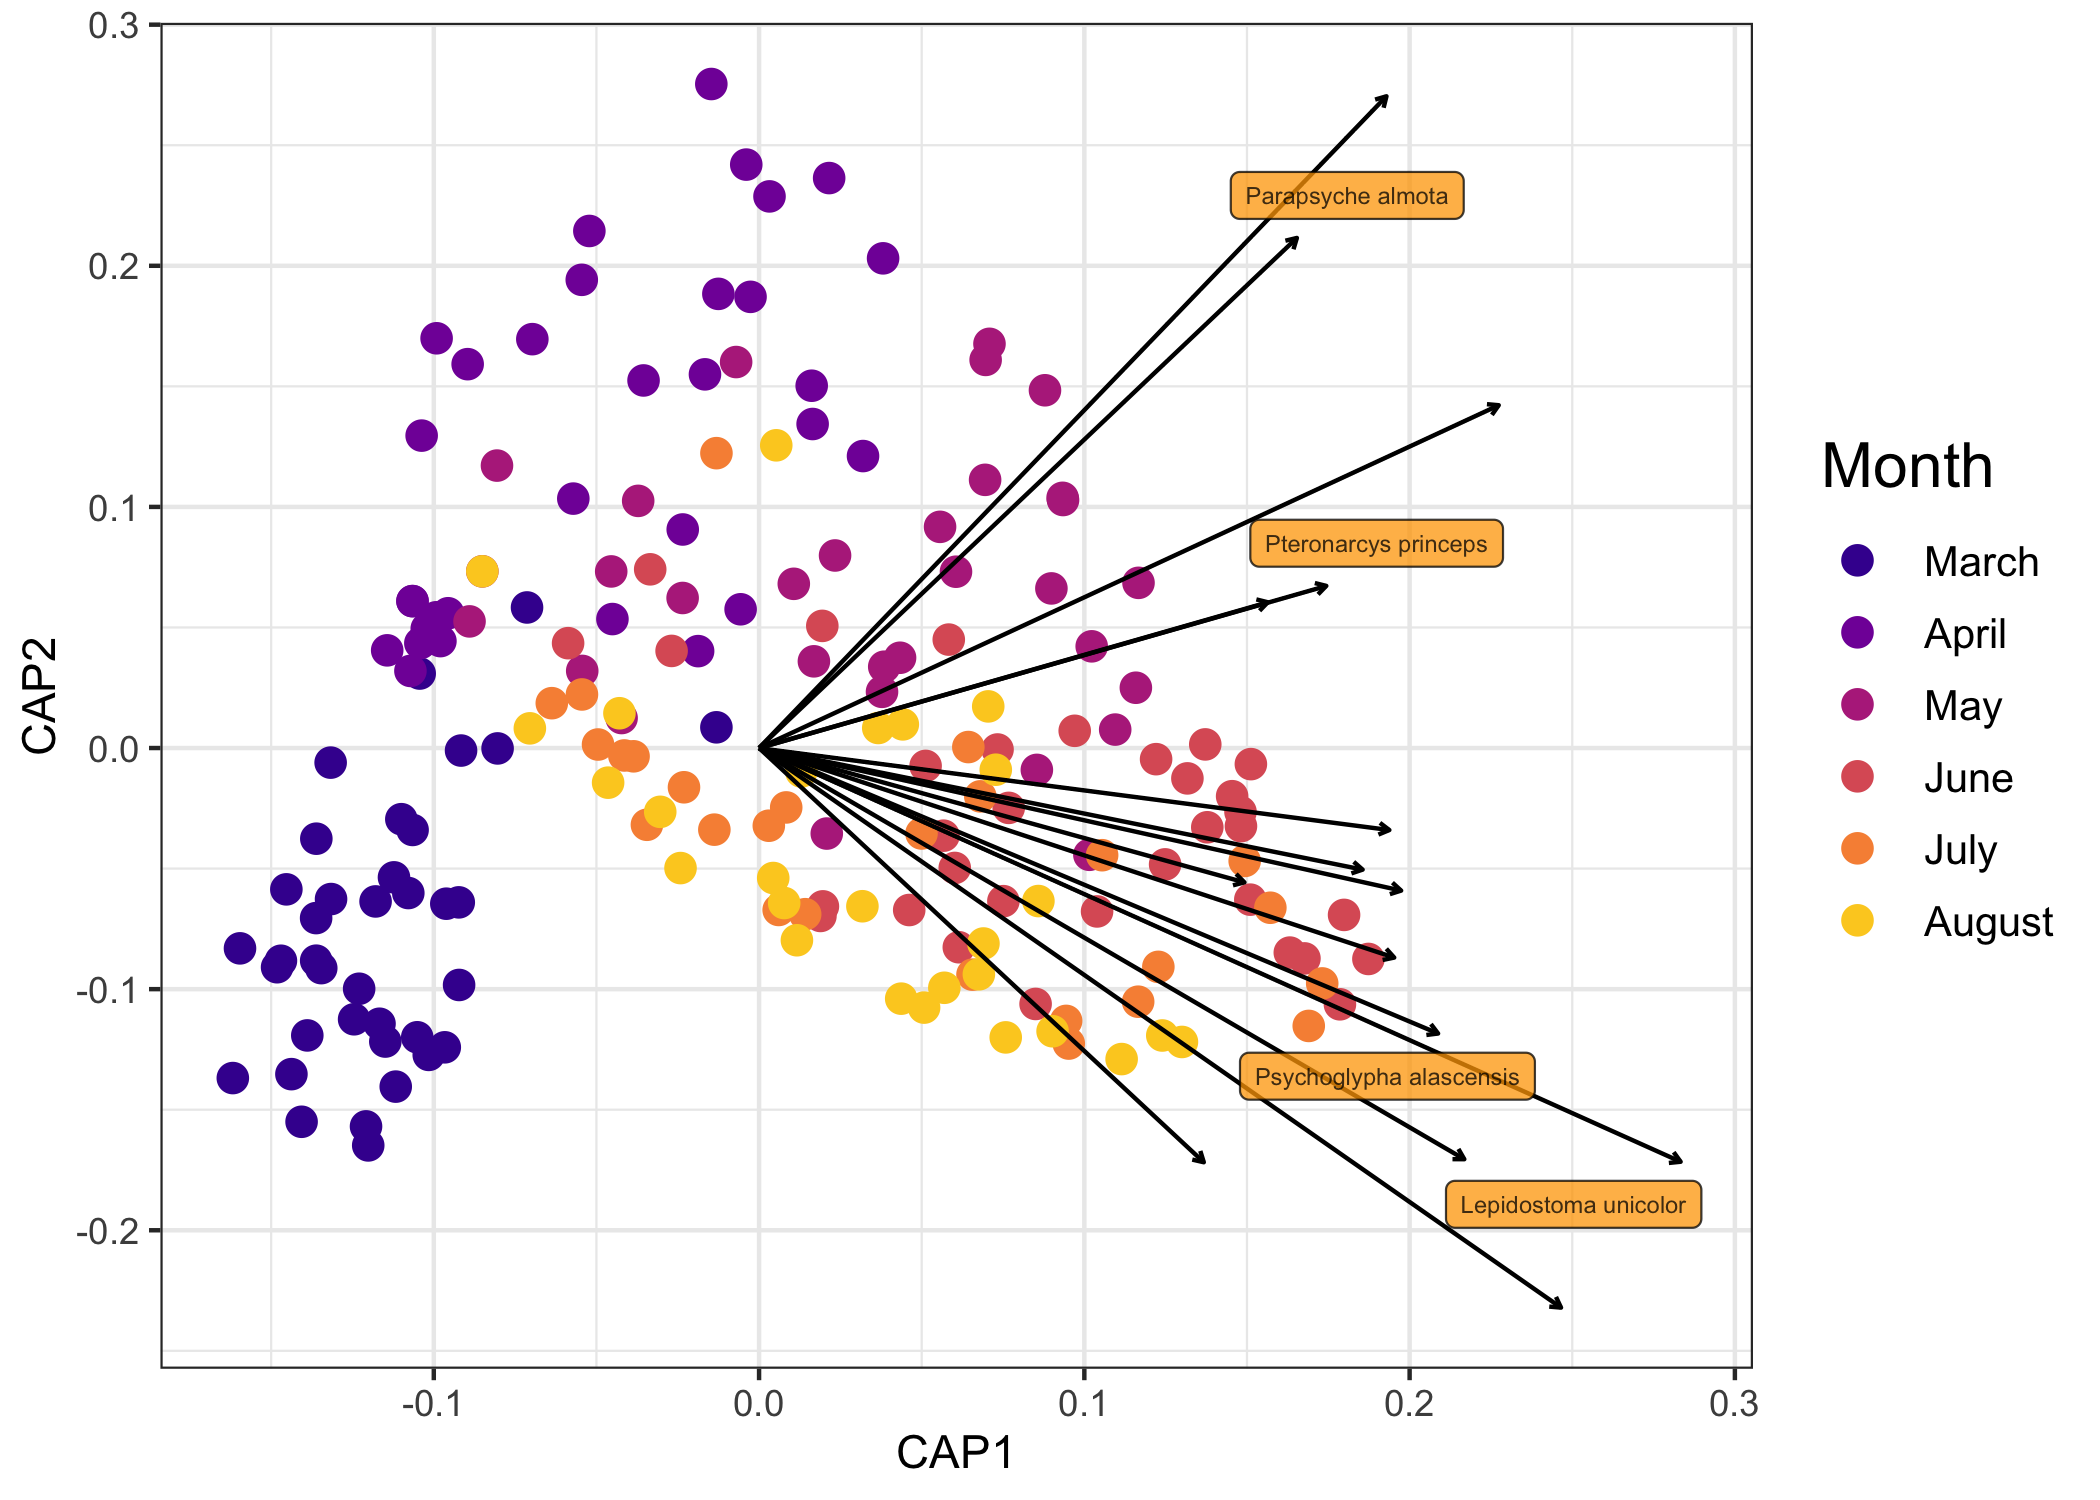 0.3
0.2
0.1
0.0
-0.1
-0.2
CAP2
Parapsyche almota
Pteronarcys princeps
Psychoglypha alascensis
Lepidostoma unicolor
-0.1
0.0
0.1
0.2
0.3
CAP1
Month
March
April
May
June
July
August